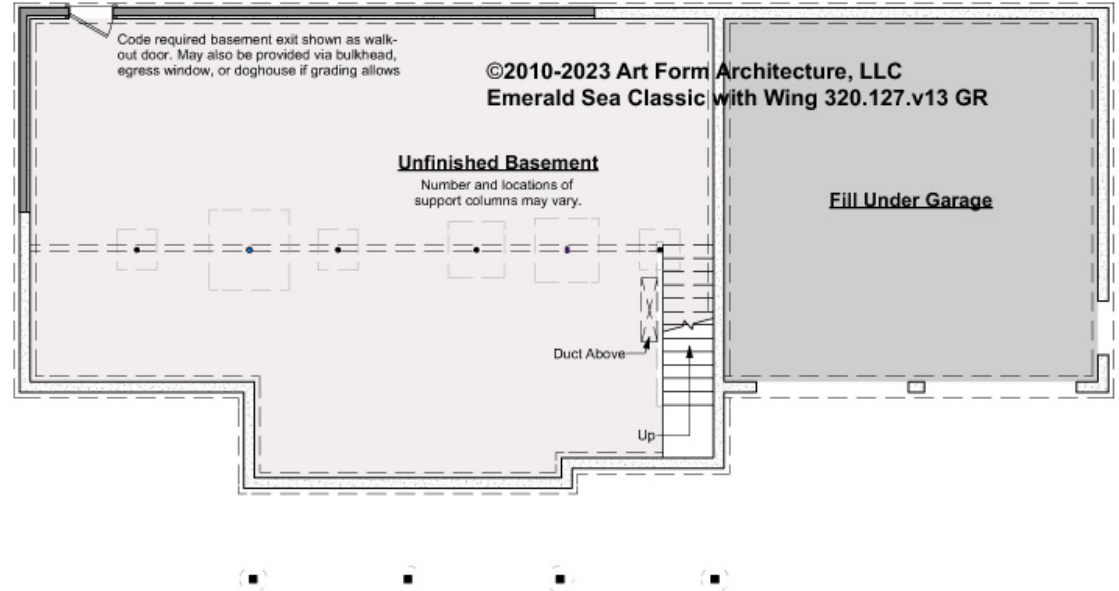 Code required basement exit shown as walk-
out door. May also be provided via bulkhead,
egress window, or doghouse if grading allows
©2010-2023 Art Form Architecture, LLC
Emerald Sea Classic with Wing 320.127.v13 GR
Unfinished Basement
Number and locations of
support columns may vary.
Fill Under Garage
Duct Above
Up